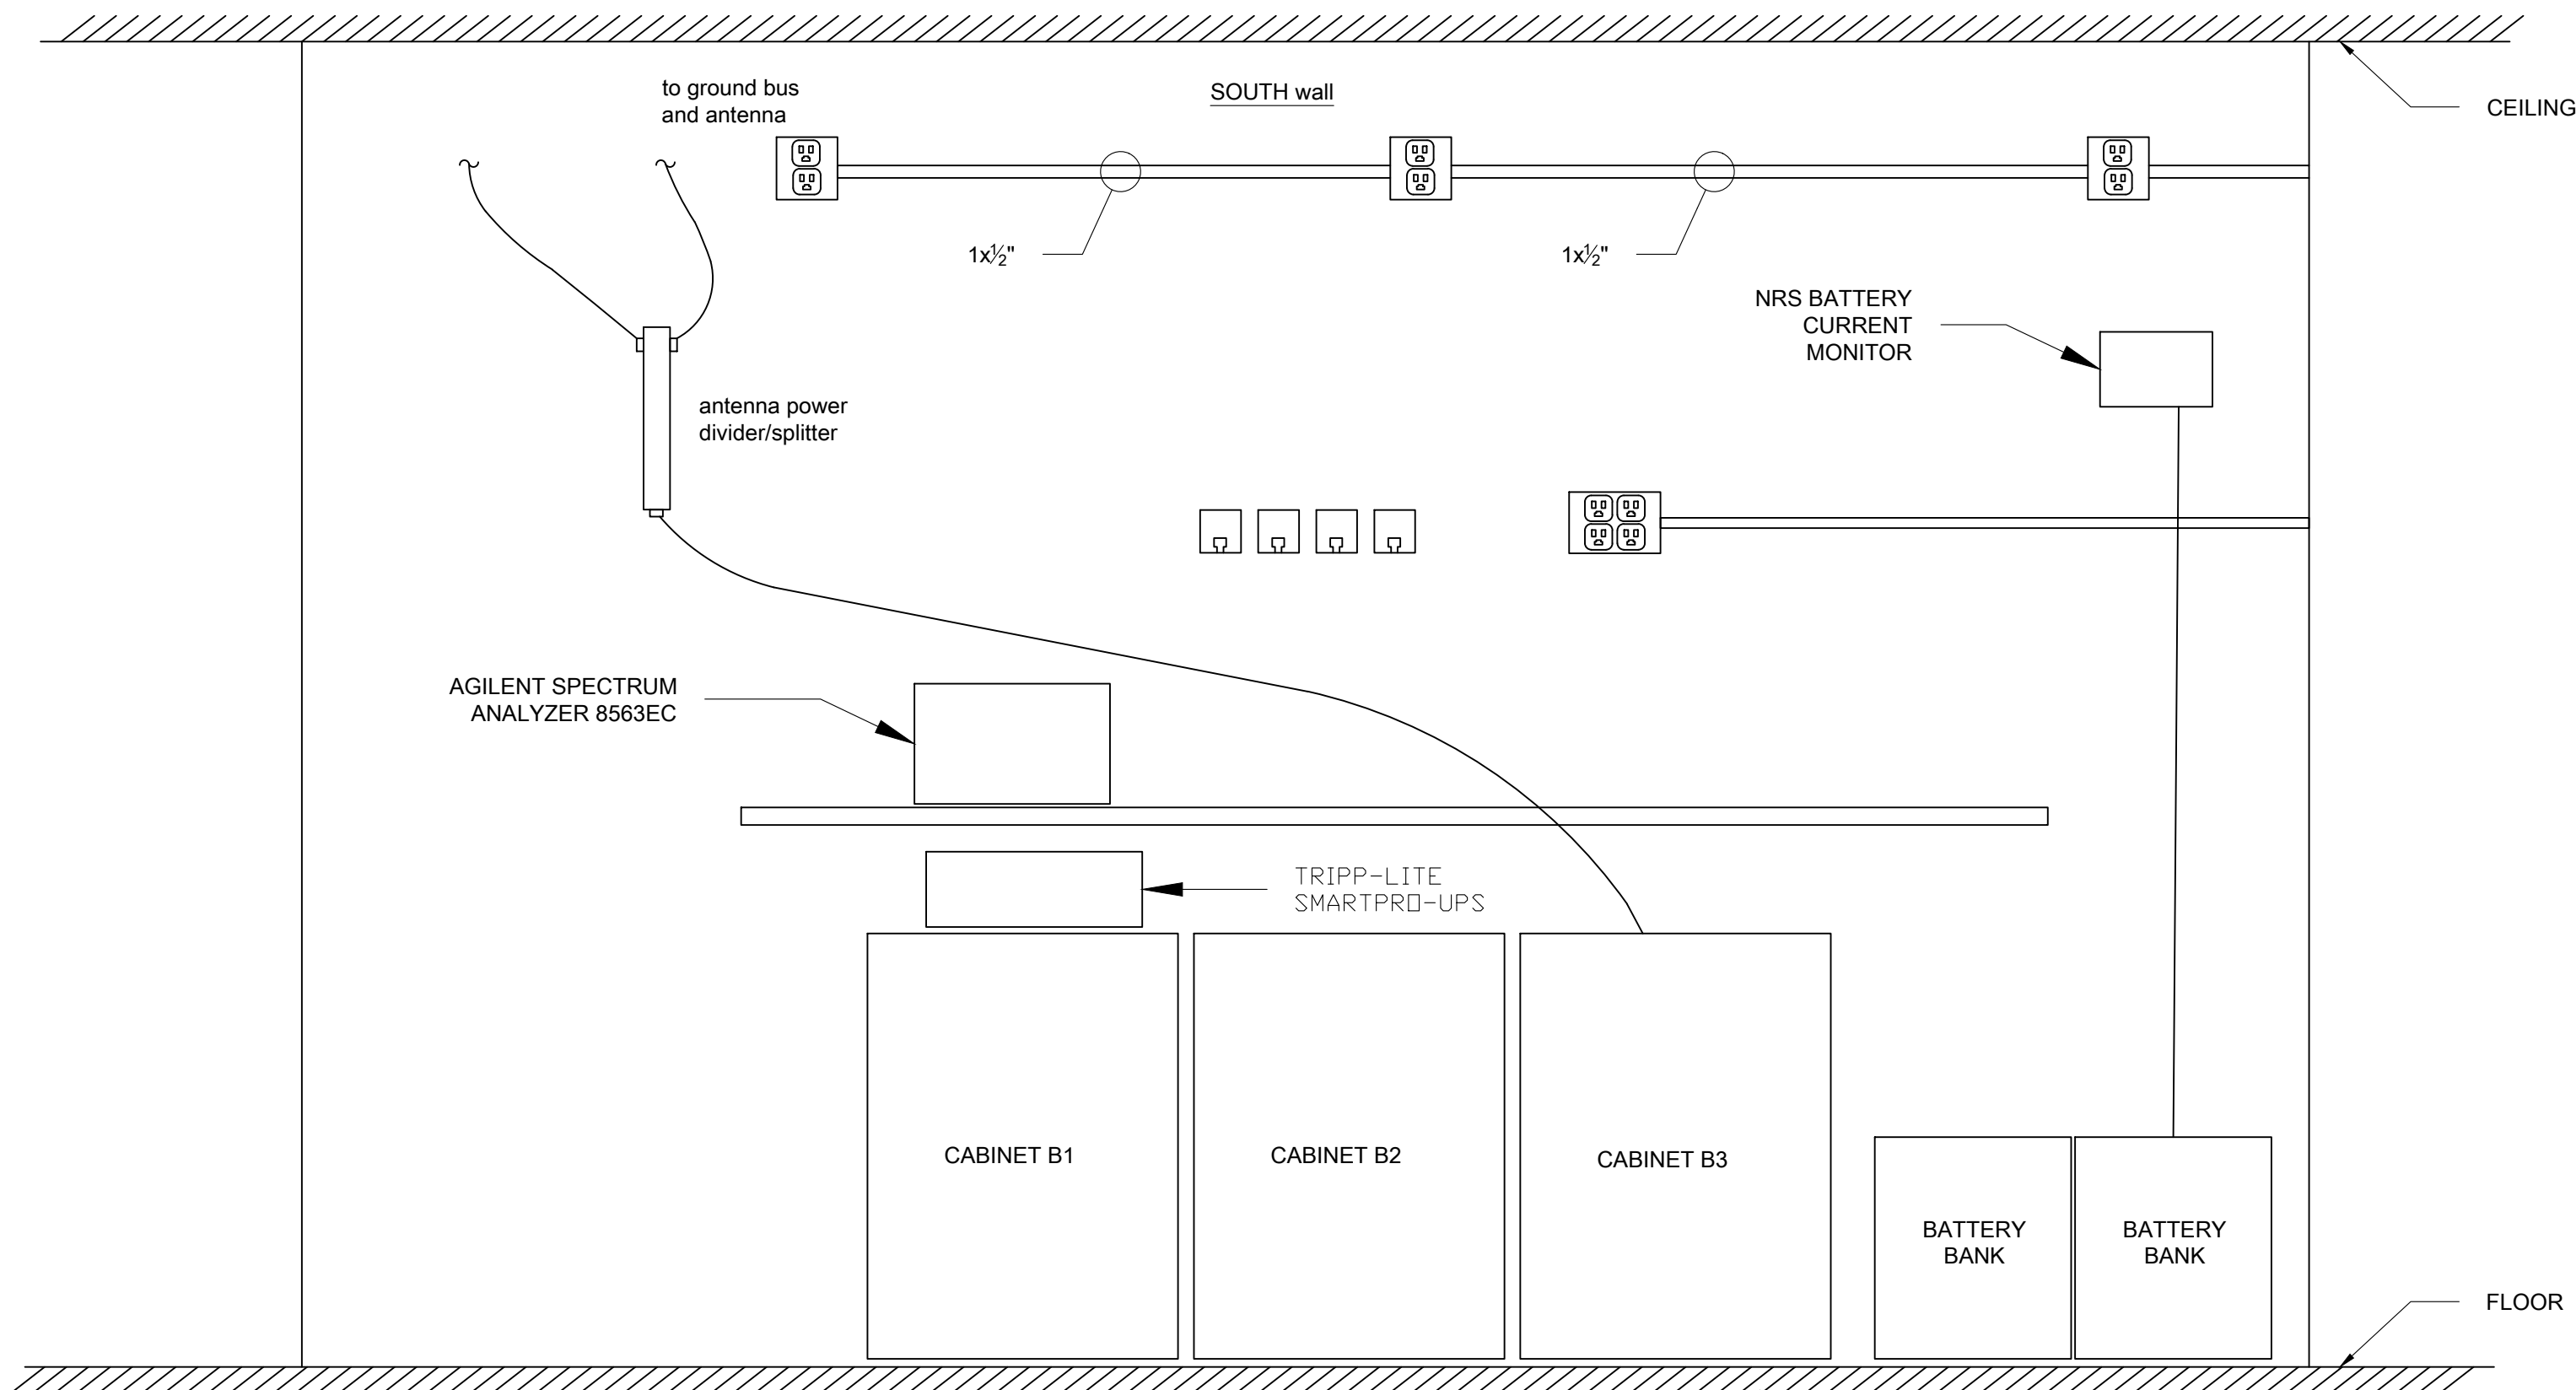 to ground bus
and antenna
SOUTH wall
CEILING
1x½"
1x½"
NRS BATTERY
CURRENT
MONITOR
antenna power
divider/splitter
AGILENT SPECTRUM
ANALYZER 8563EC
TRIPP-LITE
SMARTPRO-UPS
CABINET B1
CABINET B2
CABINET B3
BATTERY
BANK
BATTERY
BANK
FLOOR